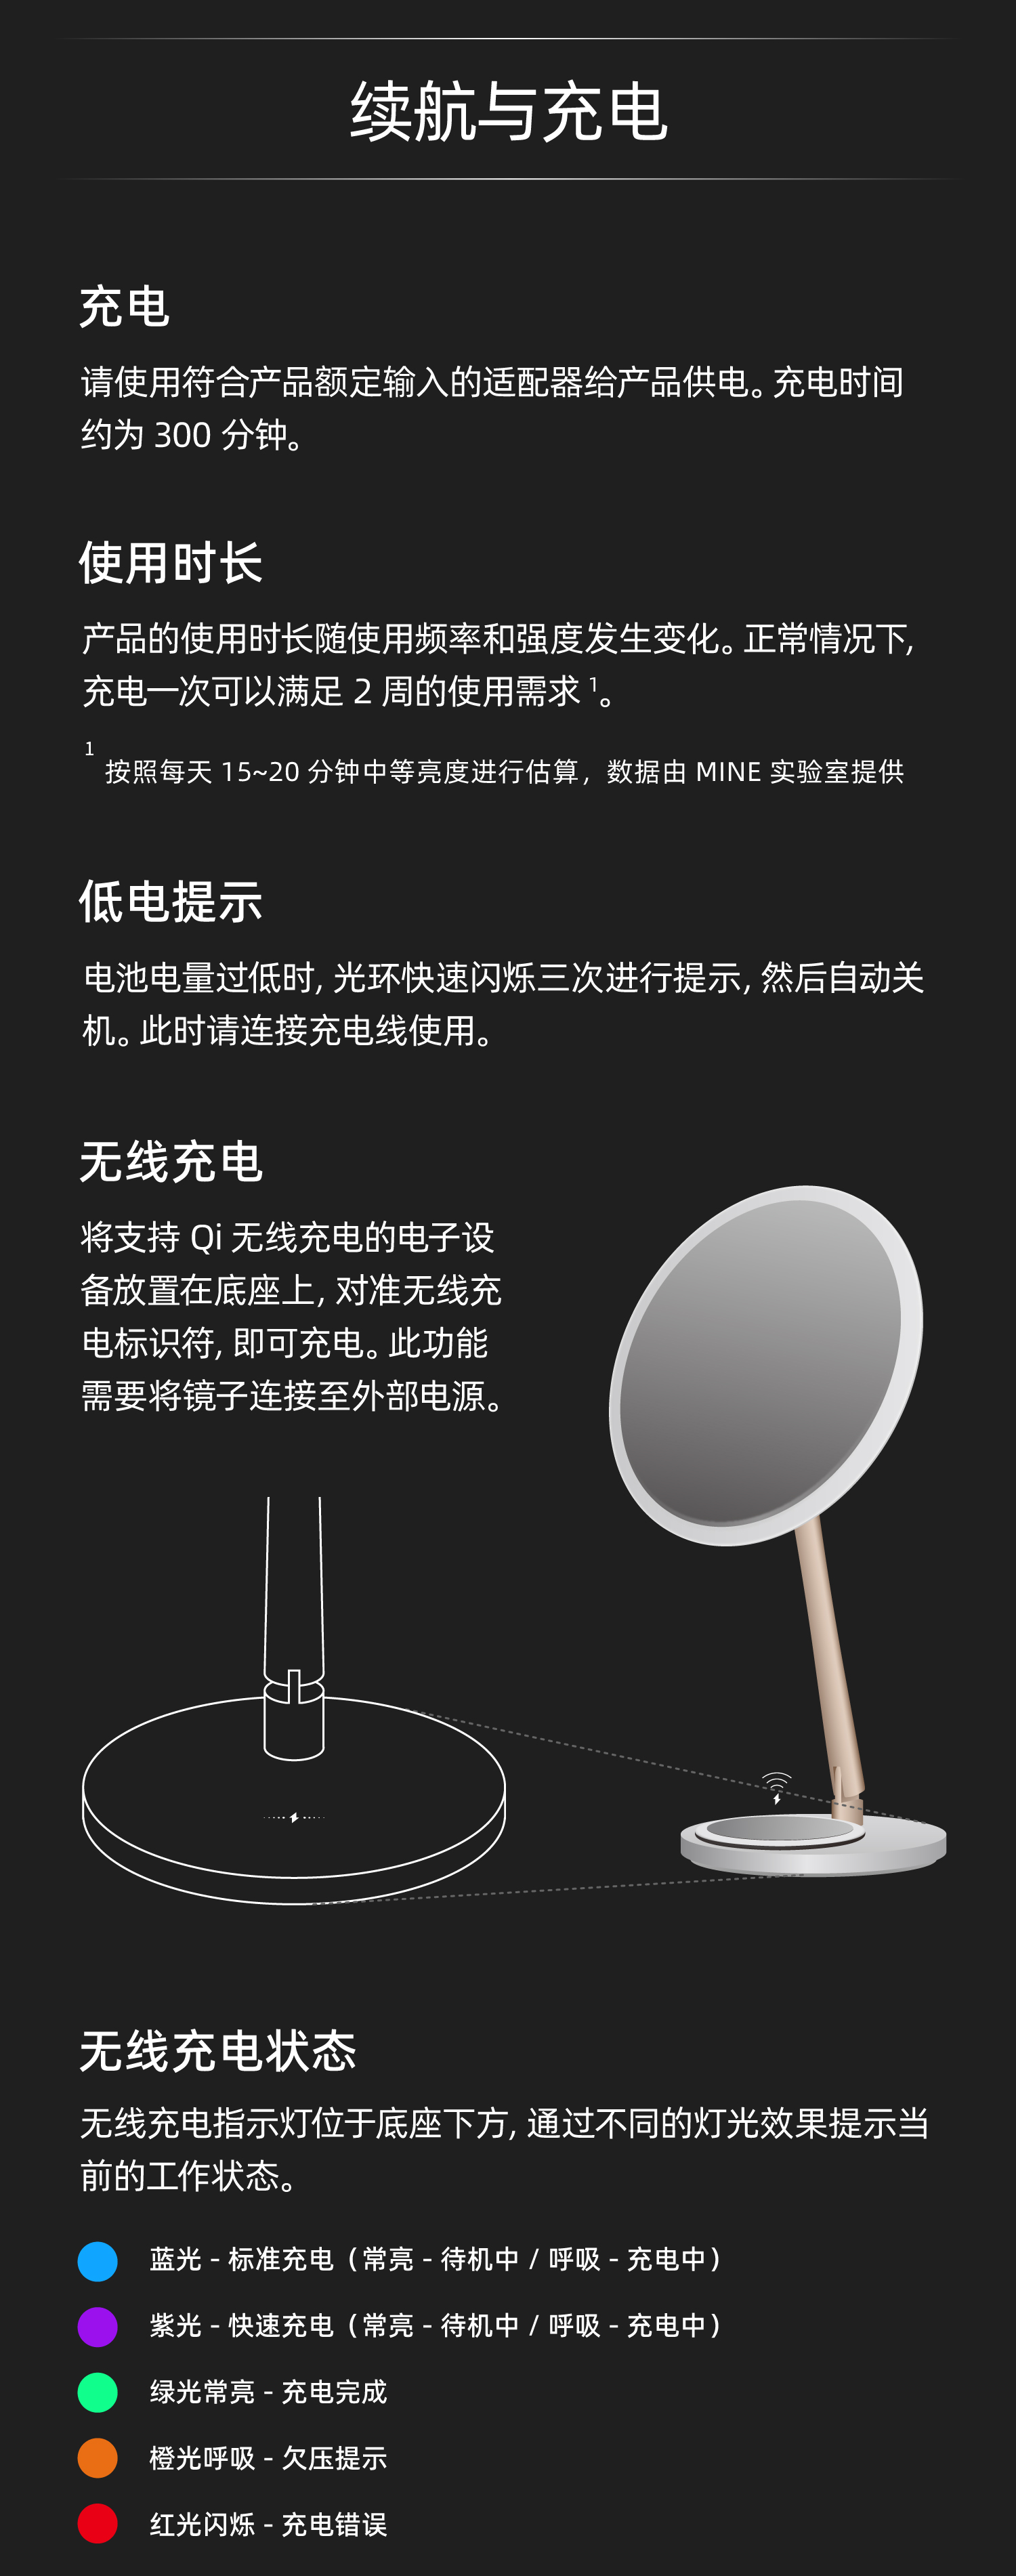 续航与充电
充电
请使用符合产品额定输入的适配器给产品供电。充电时间
约为 300 分钟。
使用时长
产品的使用时长随使用频率和强度发生变化。正常情况下,
充电一次可以满足 2 周的使用需求 1。
1 按照每天 15~20 分钟中等亮度进行估算，数据由 MINE 实验室提供
低电提示
电池电量过低时, 光环快速闪烁三次进行提示, 然后自动关
机。此时请连接充电线使用。
无线充电
将支持 Qi 无线充电的电子设
备放置在底座上, 对准无线充
电标识符, 即可充电。此功能
需要将镜子连接至外部电源。
无线充电状态
无线充电指示灯位于底座下方, 通过不同的灯光效果提示当
前的工作状态。
蓝光 - 标准充电（常亮 - 待机中 / 呼吸 - 充电中）
紫光 - 快速充电（常亮 - 待机中 / 呼吸 - 充电中）
绿光常亮 - 充电完成
橙光呼吸 - 欠压提示
红光闪烁 - 充电错误